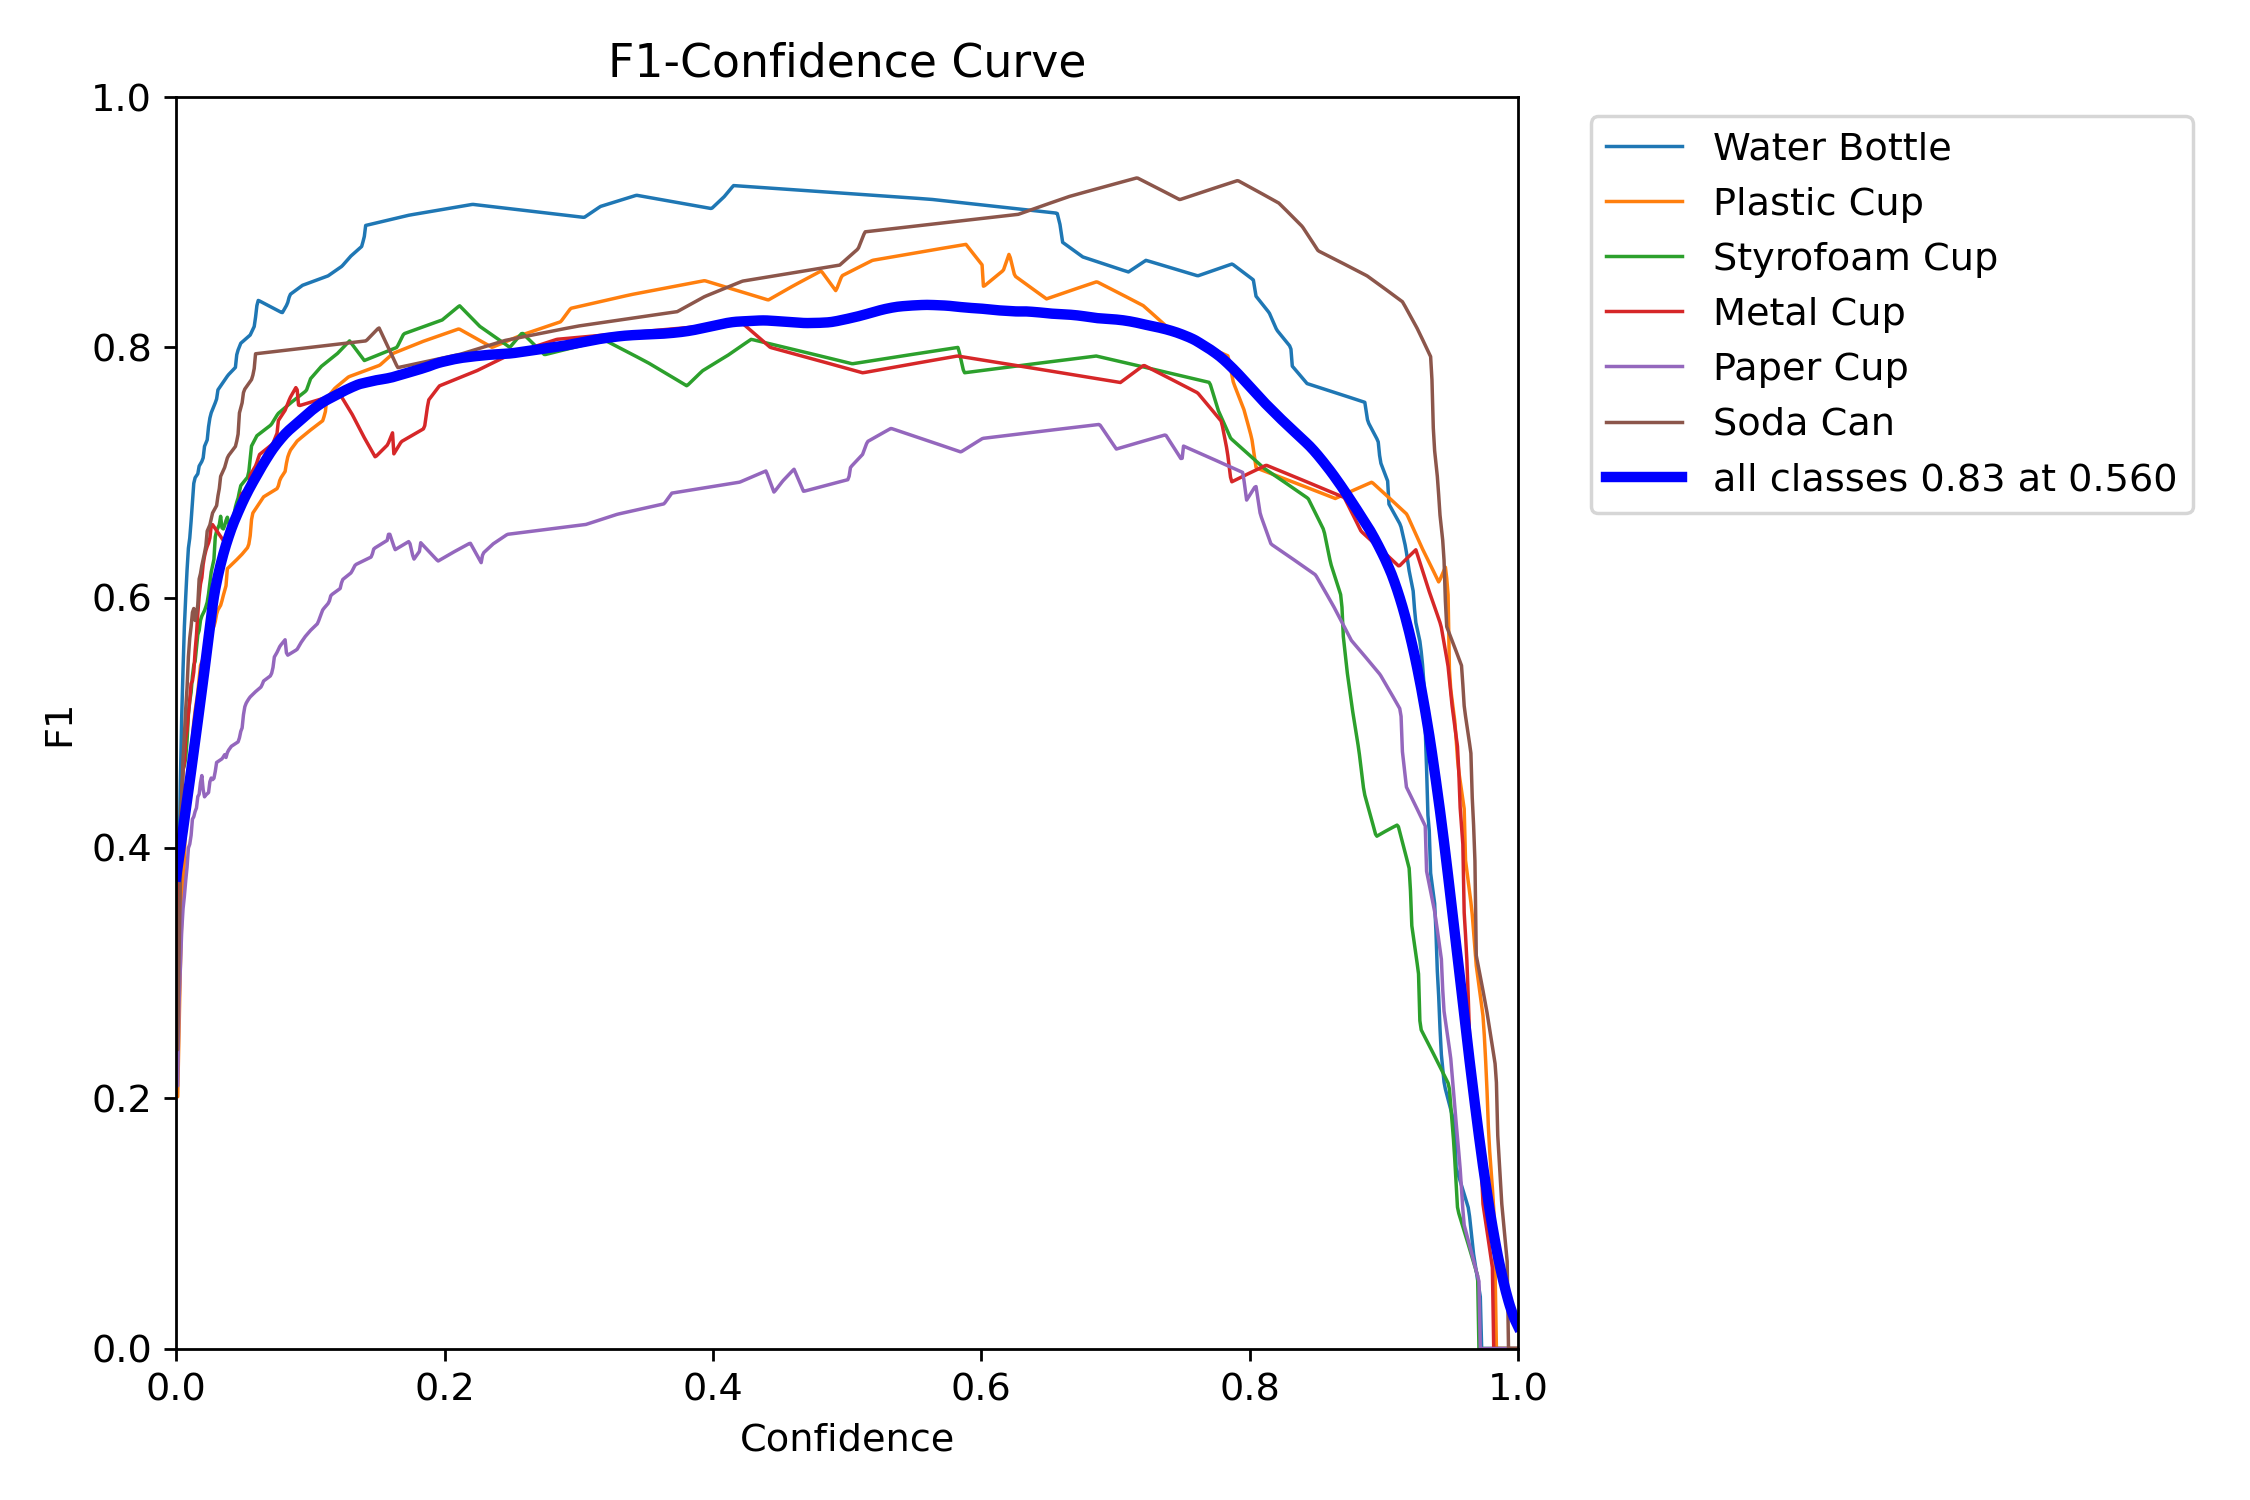 F1-Confidence Curve
1.0
0.8
0.6
0.4
0.2
0.0
F1
0.0 0.2 0.4 0.6 0.8 1.0
Confidence
Water Bottle
Plastic Cup
Styrofoam Cup
Metal Cup
Paper Cup
Soda Can
all classes 0.83 at 0.560